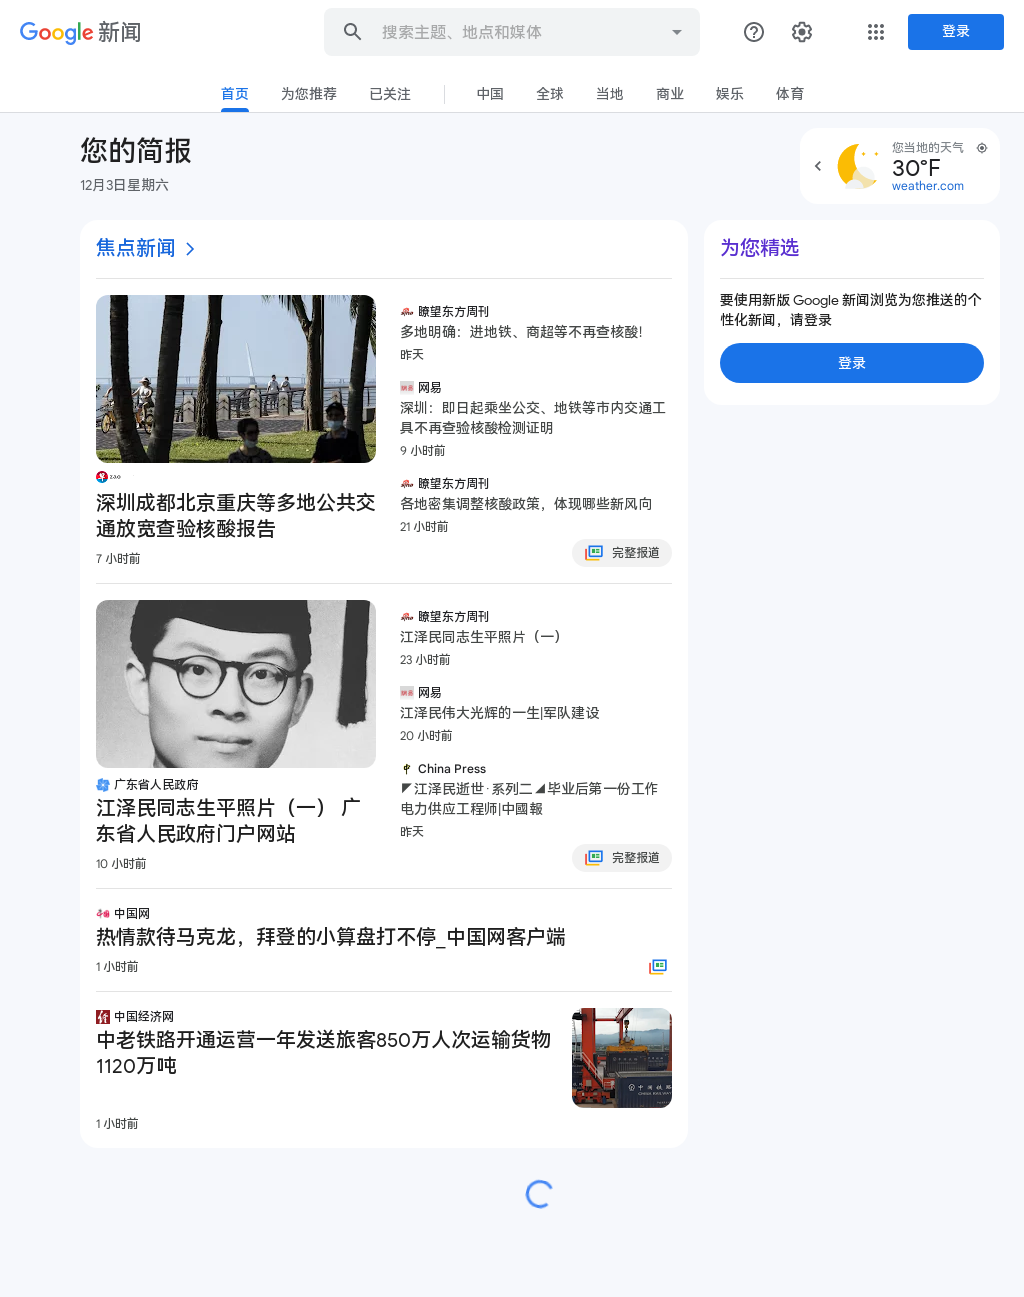 Google 新闻
搜索主题、地点和媒体
登录
首页 为您推荐 已关注 中国 全球 当地 商业 娱乐 体育
您的简报
12月3日星期六
您当地的天气
30°F
weather.com
焦点新闻
ZAO
深圳成都北京重庆等多地公共交
通放宽查验核酸报告
7 小时前
瞭望东方周刊
多地明确：进地铁、商超等不再查核酸！
昨天
网易
深圳：即日起乘坐公交、地铁等市内交通工
具不再查验核酸检测证明
9 小时前
瞭望东方周刊
各地密集调整核酸政策，体现哪些新风向
21 小时前
完整报道
广东省人民政府
江泽民同志生平照片（一） 广
东省人民政府门户网站
10 小时前
瞭望东方周刊
江泽民同志生平照片（一）
23 小时前
网易
江泽民伟大光辉的一生|军队建设
20 小时前
China Press
◤江泽民逝世·系列二◢毕业后第一份工作
电力供应工程师|中國報
昨天
完整报道
中国网
热情款待马克龙，拜登的小算盘打不停_中国网客户端
1 小时前
中国经济网
中老铁路开通运营一年发送旅客850万人次运输货物
1120万吨
1 小时前
中国铁路
CHINA RAILWAY
为您精选
要使用新版 Google 新闻浏览为您推送的个
性化新闻，请登录
登录